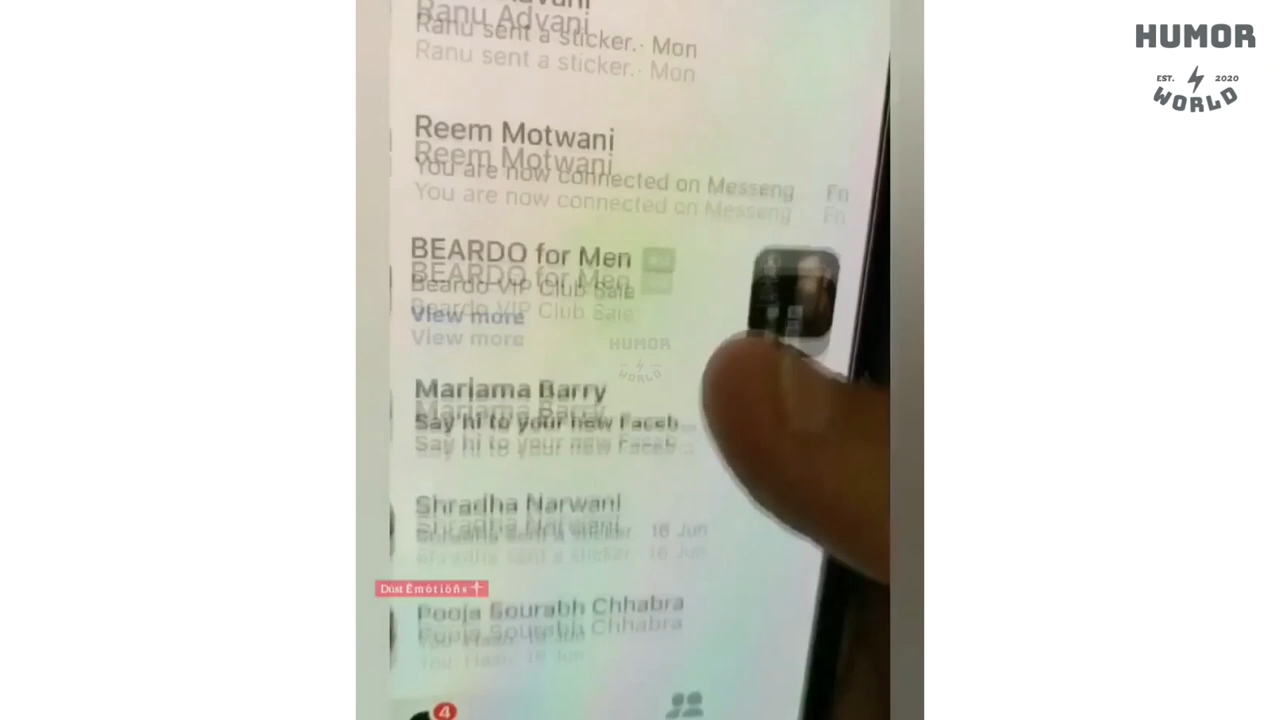 HUMOR
EST. 2020
WORLD
Ranu Advani
Ranu sent a sticker. · Mon
Reem Motwani
You are now connected on Messeng Fri
BEARDO for Men
Beardo VIP Club Sale
View more
HUMOR
WORLD
Mariama Barry
Say hi to your new Faceb...
Shradha Narwani
Shradha sent a sticker. 16 Jun
Dust Ëmötiöñs
Pooja Sourabh Chhabra
You: 16 Jun
4